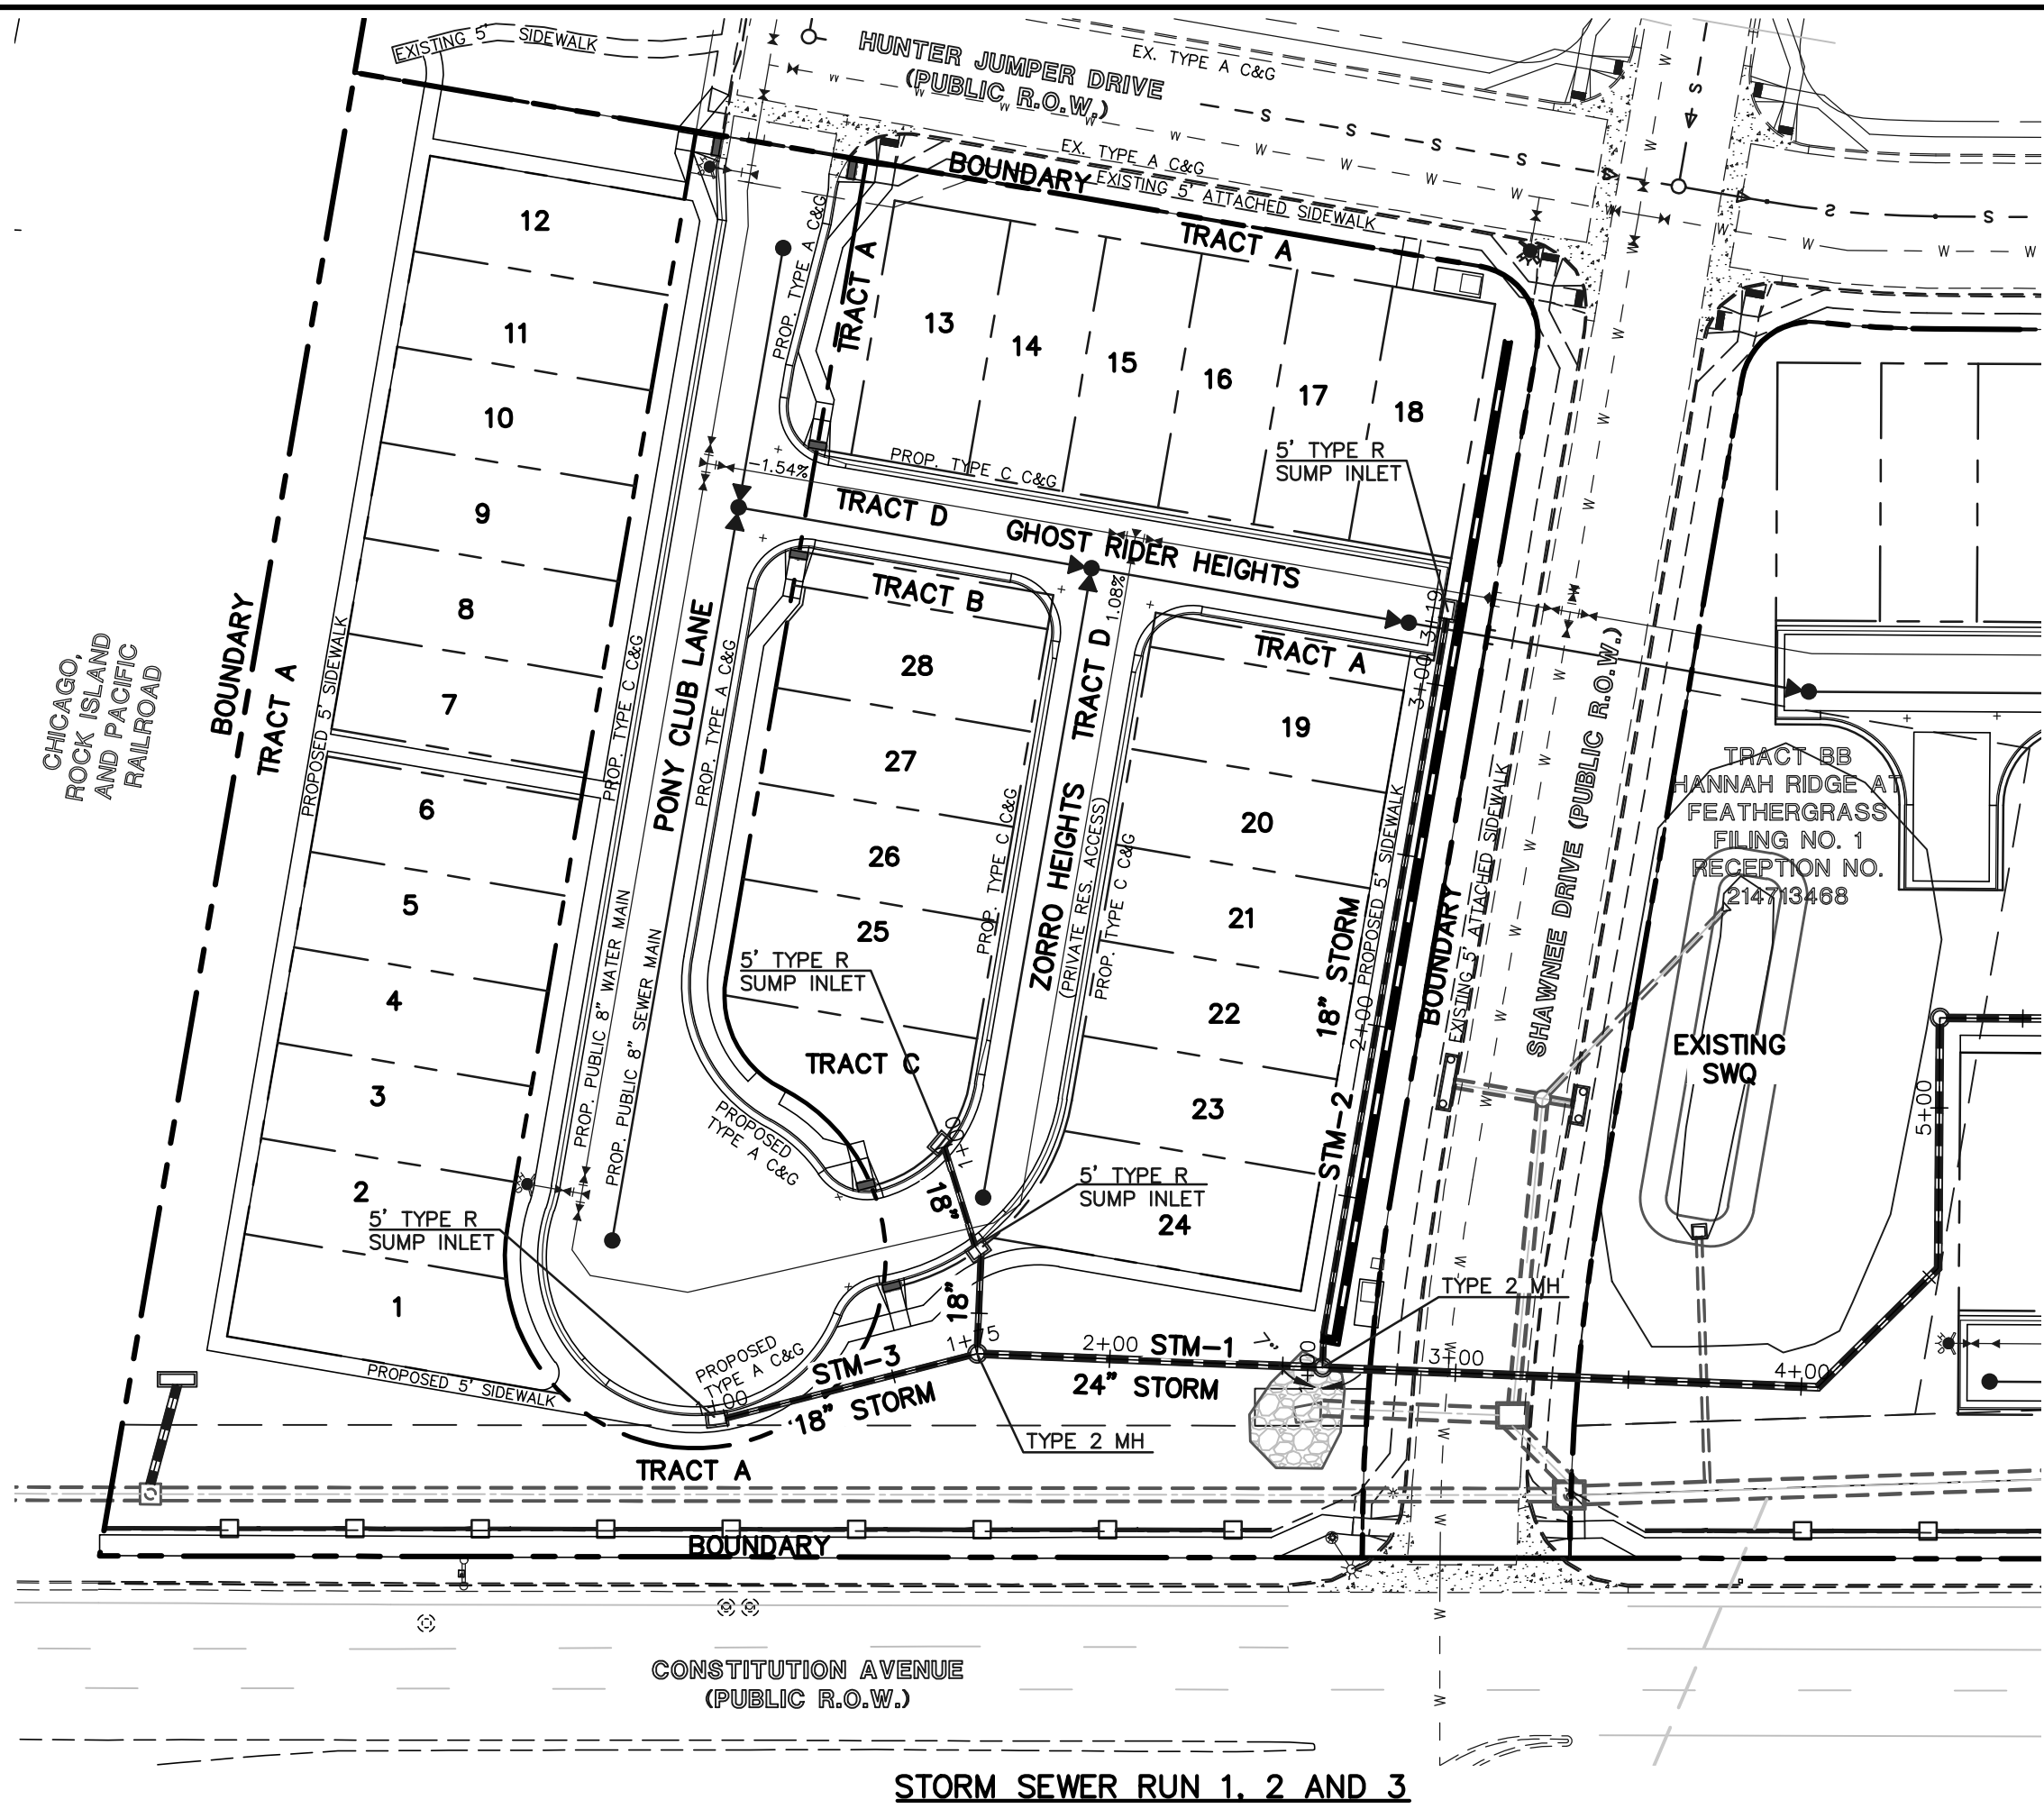 EXISTING 5' SIDEWALK
HUNTER JUMPER DRIVE
(PUBLIC R.O.W.)
EX. TYPE A C&G
EX. TYPE A C&G
BOUNDARY
EXISTING 5' ATTACHED SIDEWALK
TRACT A
TRACT A
PROP. TYPE A C&G
12
11
10
9
8
7
6
5
4
3
2
1
13
14
15
16
17
18
5' TYPE R
SUMP INLET
PROP. TYPE C C&G
-1.54%
TRACT D
GHOST RIDER HEIGHTS
TRACT B
1.08%
3+19
3+00
TRACT A
28
27
26
25
TRACT C
19
20
21
22
23
24
CHICAGO,
ROCK ISLAND
AND PACIFIC
RAILROAD
BOUNDARY
TRACT A
PROPOSED 5' SIDEWALK
PROP. TYPE C C&G
PONY CLUB LANE
PROP. TYPE A C&G
PROP. PUBLIC 8" WATER MAIN
PROP. PUBLIC 8" SEWER MAIN
ZORRO HEIGHTS
TRACT D
(PRIVATE RES. ACCESS)
PROP. TYPE C C&G
PROP. TYPE C C&G
5' TYPE R
SUMP INLET
STM-2
18" STORM
2+00
PROPOSED 5' SIDEWALK
BOUNDARY
EXISTING 5' ATTACHED SIDEWALK
SHAWNEE DRIVE (PUBLIC R.O.W.)
TRACT BB
HANNAH RIDGE AT
FEATHERGRASS
FILING NO. 1
RECEPTION NO.
214713468
EXISTING
SWQ
5+00
PROPOSED
TYPE A C&G
1+00
18"
5' TYPE R
SUMP INLET
5' TYPE R
SUMP INLET
18"
TYPE 2 MH
1+75
2+00
STM-1
24" STORM
3+00
4+00
PROPOSED
TYPE A C&G
STM-3
18" STORM
PROPOSED 5' SIDEWALK
TYPE 2 MH
TRACT A
BOUNDARY
CONSTITUTION AVENUE
(PUBLIC R.O.W.)
STORM SEWER RUN 1, 2 AND 3